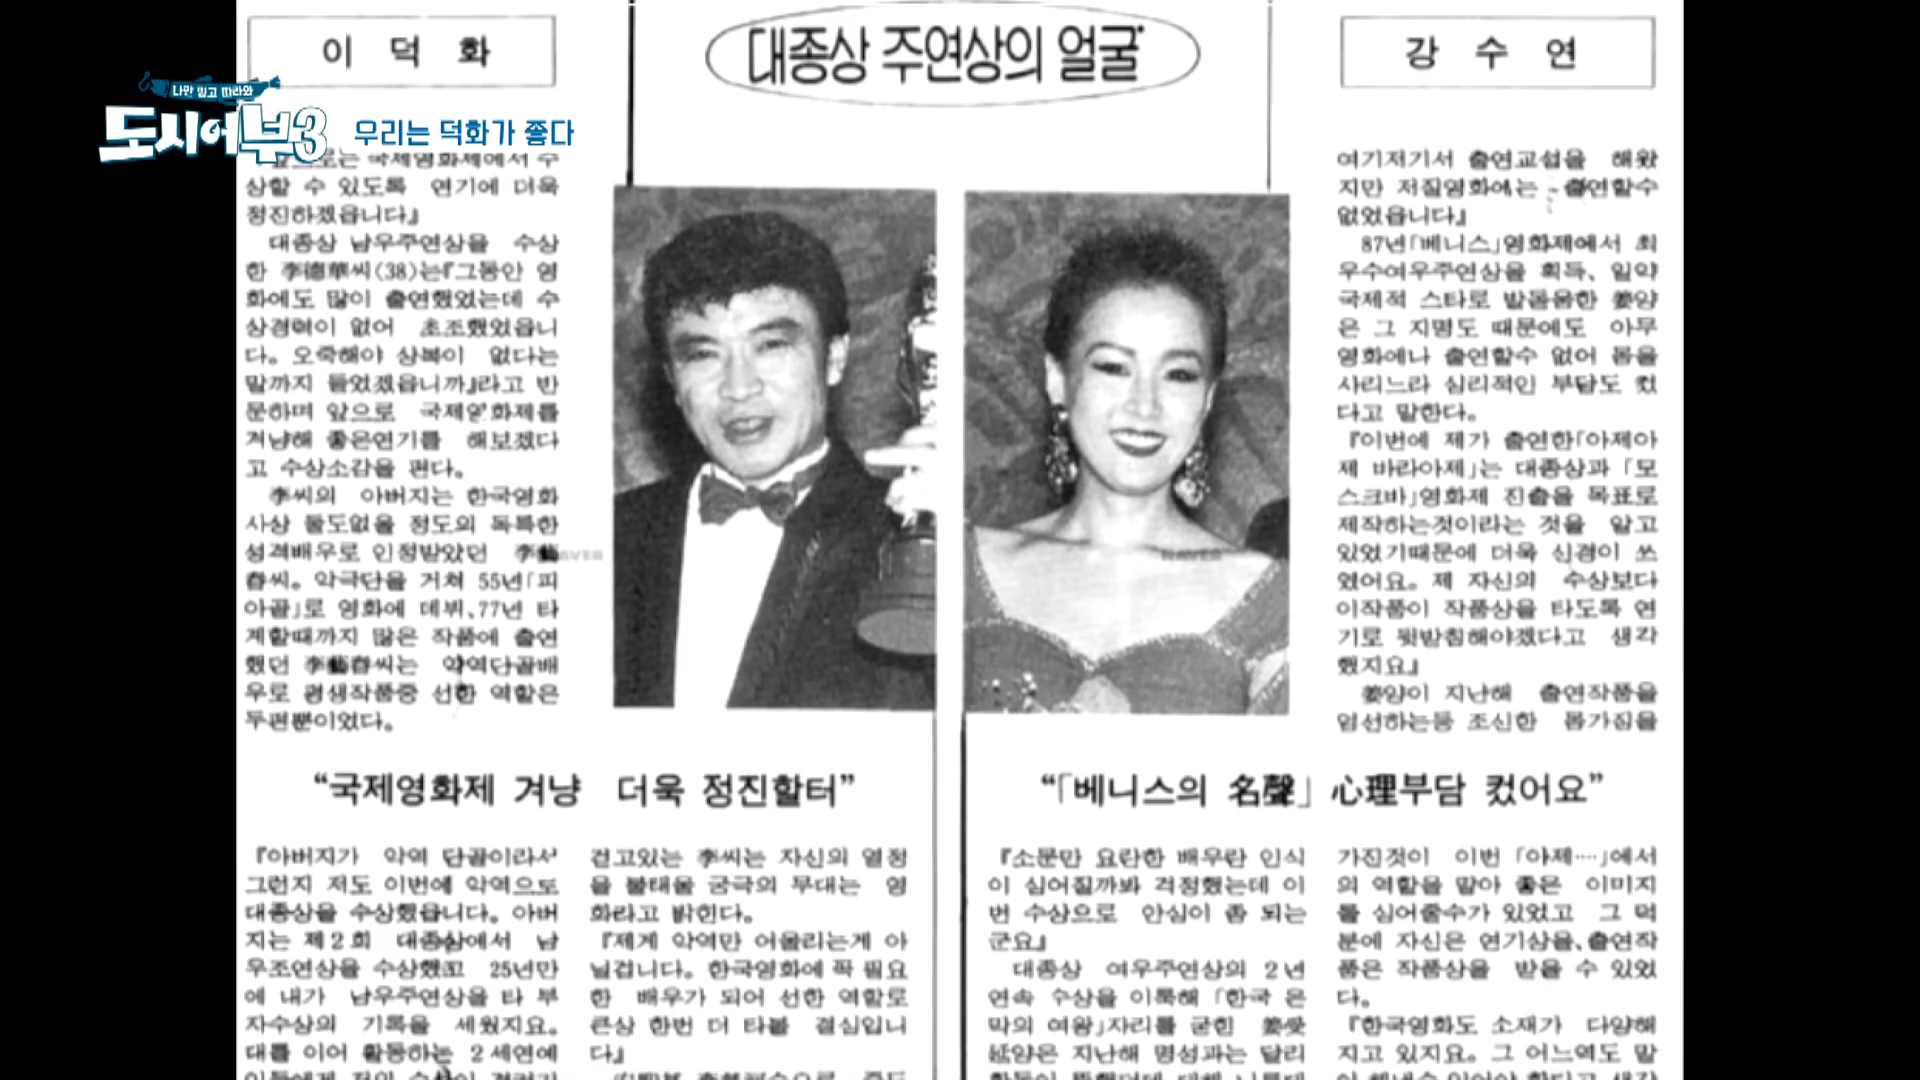 이 덕 화
대종상 주연상의 얼굴
강 수 연
나만 믿고 따라와
도시어부3
우리는 덕화가 좋다
앞으로는 국제영화제에서 수
상할 수 있도록 연기에 더욱
정진하겠읍니다』
대종상 남우주연상을 수상
한 李德華씨(38)는『그동안 영
화에도 많이 출연했었는데 수
상경력이 없어 초조했었읍니
다. 오죽해야 상복이 없다는
말까지 들었겠읍니까』라고 반
문하며 앞으로 국제영화제를
겨냥해 좋은연기를 해보겠다
고 수상소감을 편다.
李씨의 아버지는 한국영화
사상 둘도없을 정도의 독특한
성격배우로 인정받았던 李藝
春씨. 악극단을 거쳐 55년「피
아골」로 영화에 데뷔, 77년 타
계할때까지 많은 작품에 출연
했던 李藝春씨는 악역단골배
우로 평생작품중 선한 역할은
두편뿐이었다.
NAVER
NAVER
여기저기서 출연교섭을 해왔
지만 저질영화에는 출연할수
없었읍니다』
87년「베니스」영화제에서 최
우수여우주연상을 획득, 일약
국제적 스타로 발돋움한 姜양
은 그 지명도 때문에도 아무
영화에나 출연할수 없어 몸을
사리느라 심리적인 부담도 컸
다고 말한다.
『이번에 제가 출연한「아제아
제 바라아제」는 대종상과 「모
스크바」영화제 진출을 목표로
제작하는것이라는 것을 알고
있었기때문에 더욱 신경이 쓰
였어요. 제 자신의 수상보다
이작품이 작품상을 타도록 연
기로 뒷받침해야겠다고 생각
했지요』
姜양이 지난해 출연작품을
엄선하는등 조신한 몸가짐을
“국제영화제 겨냥 더욱 정진할터”
“「베니스의 名聲」 心理부담 컸어요”
『아버지가 악역 단골이라서
그런지 저도 이번에 악역으로
대종상을 수상했읍니다. 아버
지는 제2회 대종상에서 남
우조연상을 수상했고 25년만
에 내가 남우주연상을 타 부
자수상의 기록을 세웠지요.
대를 이어 활동하는 2세연예
걷고있는 李씨는 자신의 열정
을 불태울 궁극의 무대는 영
화라고 밝힌다.
『제게 악역만 어울리는게 아
닐겁니다. 한국영화에 꼭 필요
한 배우가 되어 선한 역할로
큰상 한번 더 타볼 결심입니
다』
『소문만 요란한 배우란 인식
이 심어질까봐 걱정했는데 이
번 수상으로 안심이 좀 되는
군요』
대종상 여우주연상의 2년
연속 수상을 이룩해 「한국 은
막의 여왕」자리를 굳힌 姜受
延양은 지난해 명성과는 달리
가진것이 이번 「아제…」에서
의 역할을 맡아 좋은 이미지
를 심어줄수가 있었고 그 덕
분에 자신은 연기상을, 출연작
품은 작품상을 받을 수 있었
다.
『한국영화도 소재가 다양해
지고 있지요. 그 어느역도 말